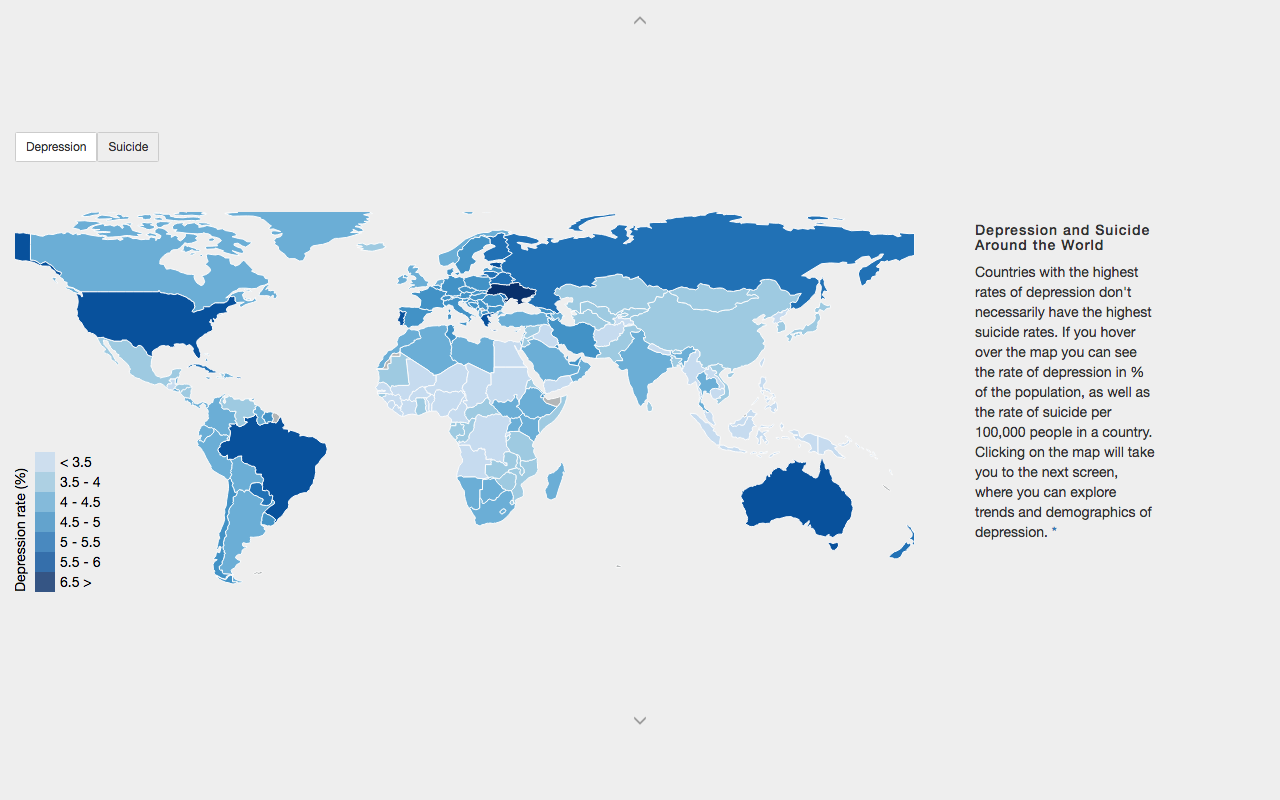 Depression
Suicide
Depression and Suicide
Around the World
Countries with the highest
rates of depression don't
necessarily have the highest
suicide rates. If you hover
over the map you can see
the rate of depression in %
of the population, as well as
the rate of suicide per
100,000 people in a country.
Clicking on the map will take
you to the next screen,
where you can explore
trends and demographics of
depression. *
Depression rate (%)
< 3.5
3.5 - 4
4 - 4.5
4.5 - 5
5 - 5.5
5.5 - 6
6.5 >